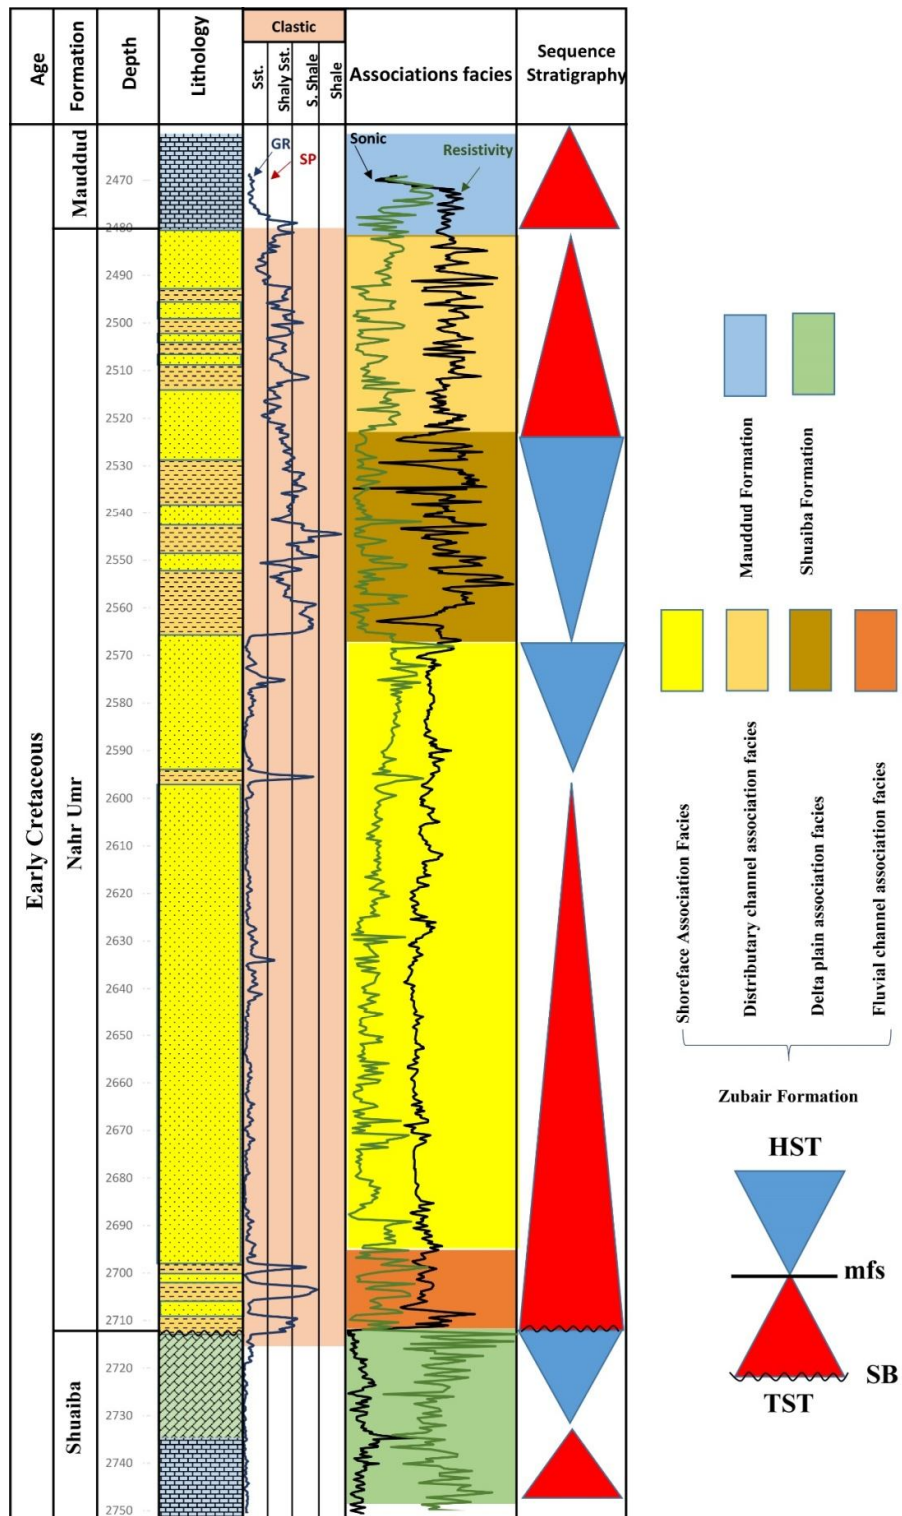 Age
Formation
Depth
Lithology
Clastic
Sst.
Shaly Sst.
S. Shale
Shale
Associations facies
Sequence
Stratigraphy
Early Cretaceous
Mauddud
Nahr Umr
Shuaiba
GR
SP
Sonic
Resistivity
2470
2480
2490
2500
2510
2520
2530
2540
2550
2560
2570
2580
2590
2600
2610
2620
2630
2640
2650
2660
2670
2680
2690
2700
2710
2720
2730
2740
2750
Mauddud Formation
Shuaiba Formation
Shoreface Association Facies
Distributary channel association facies
Delta plain association facies
Fluvial channel association facies
Zubair Formation
HST
mfs
SB
TST